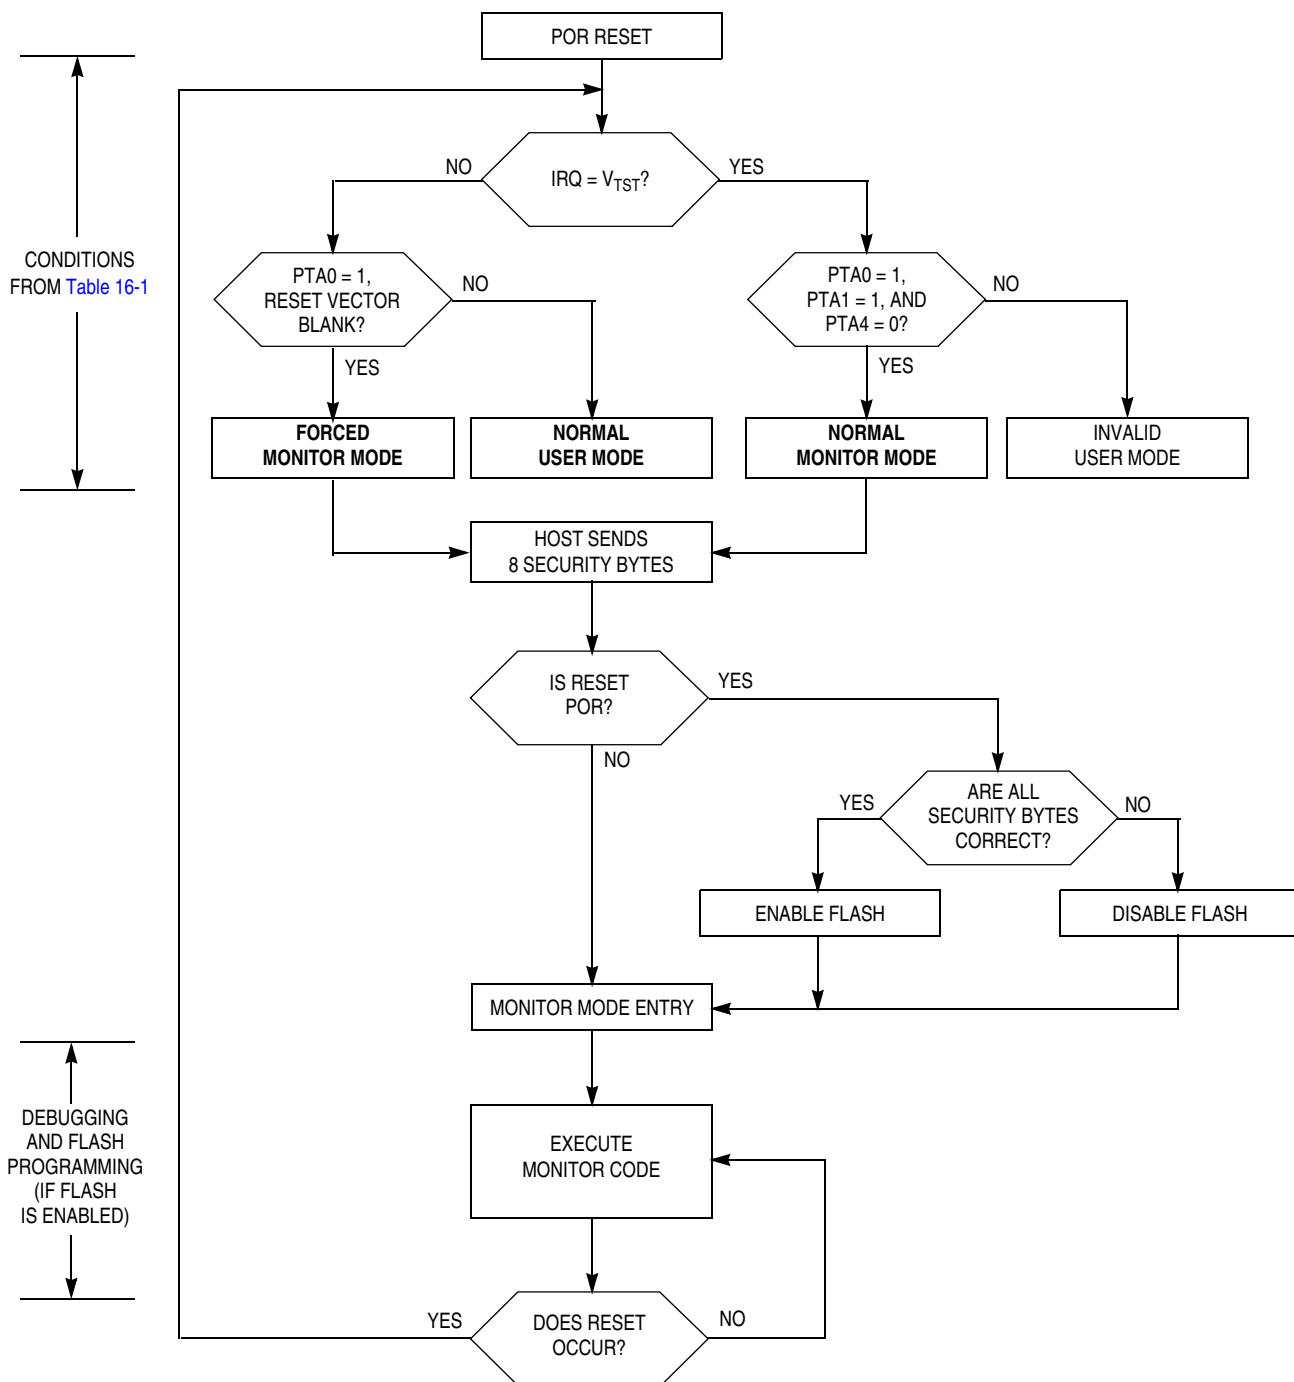 POR RESET
NO
IRQ = VTST?
YES
CONDITIONS
FROM Table 16-1
PTA0 = 1,
RESET VECTOR
BLANK?
NO
YES
PTA0 = 1,
PTA1 = 1, AND
PTA4 = 0?
NO
YES
FORCED
MONITOR MODE
NORMAL
USER MODE
NORMAL
MONITOR MODE
INVALID
USER MODE
HOST SENDS
8 SECURITY BYTES
IS RESET
POR?
YES
NO
ARE ALL
SECURITY BYTES
CORRECT?
YES
NO
ENABLE FLASH
DISABLE FLASH
MONITOR MODE ENTRY
DEBUGGING
AND FLASH
PROGRAMMING
(IF FLASH
IS ENABLED)
EXECUTE
MONITOR CODE
YES
DOES RESET
OCCUR?
NO